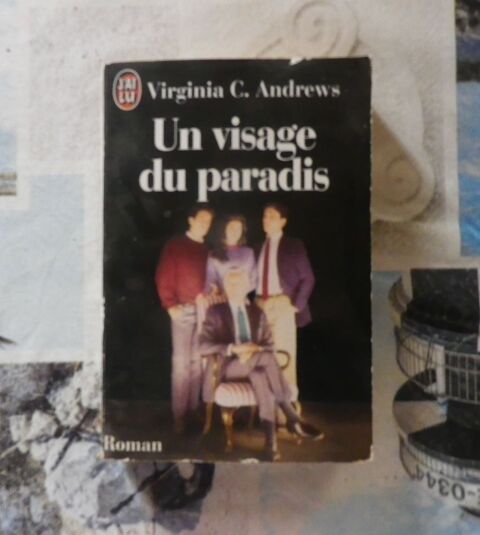 J'AI
LU
Virginia C. Andrews
Un visage
du paradis
Roman